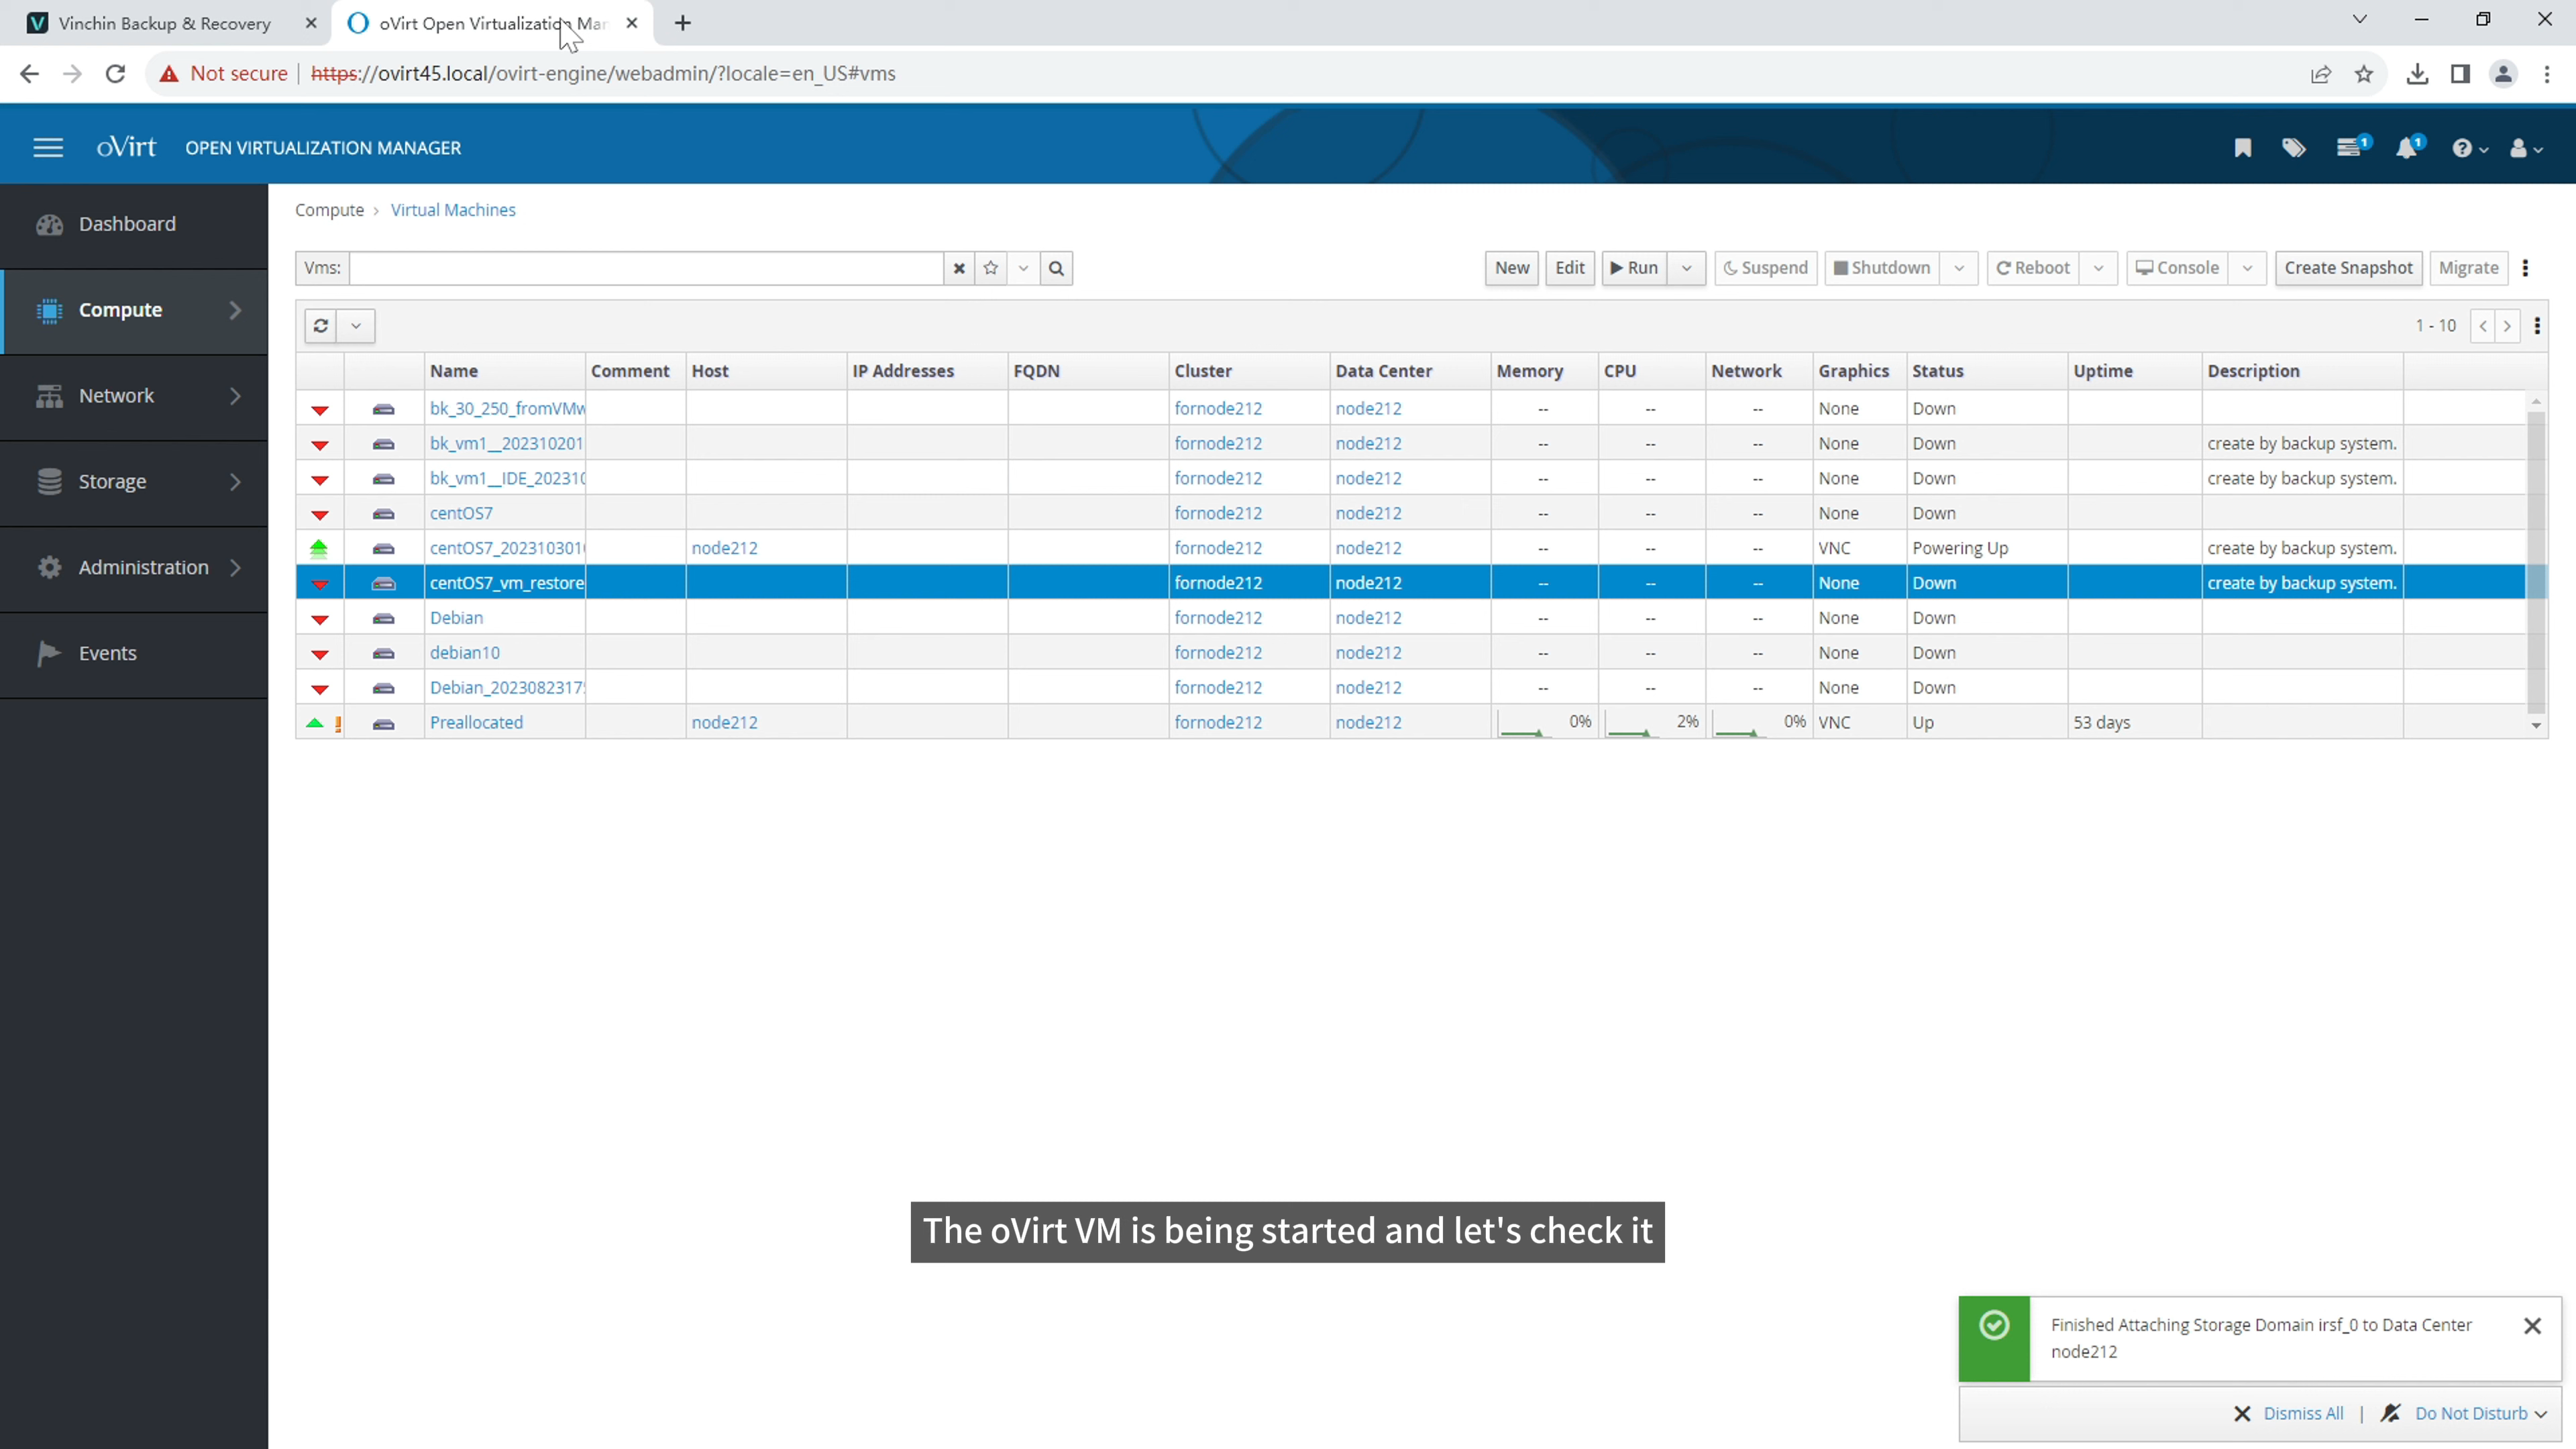 Vinchin Backup & Recovery
oVirt Open Virtualization Mar
Not secure https://ovirt45.local/ovirt-engine/webadmin/?locale=en_US#vms
oVirt OPEN VIRTUALIZATION MANAGER 1 1
Dashboard
Compute
Network
Storage
Administration
Events
Compute > Virtual Machines
Vms: New Edit Run Suspend Shutdown Reboot Console Create Snapshot Migrate
1 - 10
Name Comment Host IP Addresses FQDN Cluster Data Center Memory CPU Network Graphics Status Uptime Description
bk_30_250_fromVMw fornode212 node212 -- -- -- None Down
bk_vm1__202310201 fornode212 node212 -- -- -- None Down create by backup system.
bk_vm1__IDE_202310 fornode212 node212 -- -- -- None Down create by backup system.
centOS7 fornode212 node212 -- -- -- None Down
centOS7_2023103010 node212 fornode212 node212 -- -- -- VNC Powering Up create by backup system.
centOS7_vm_restore fornode212 node212 -- -- -- None Down create by backup system.
Debian fornode212 node212 -- -- -- None Down
debian10 fornode212 node212 -- -- -- None Down
Debian_2023082317 fornode212 node212 -- -- -- None Down
Preallocated node212 fornode212 node212 0% 2% 0% VNC Up 53 days
The oVirt VM is being started and let's check it
Finished Attaching Storage Domain irsf_0 to Data Center
node212
Dismiss All | Do Not Disturb